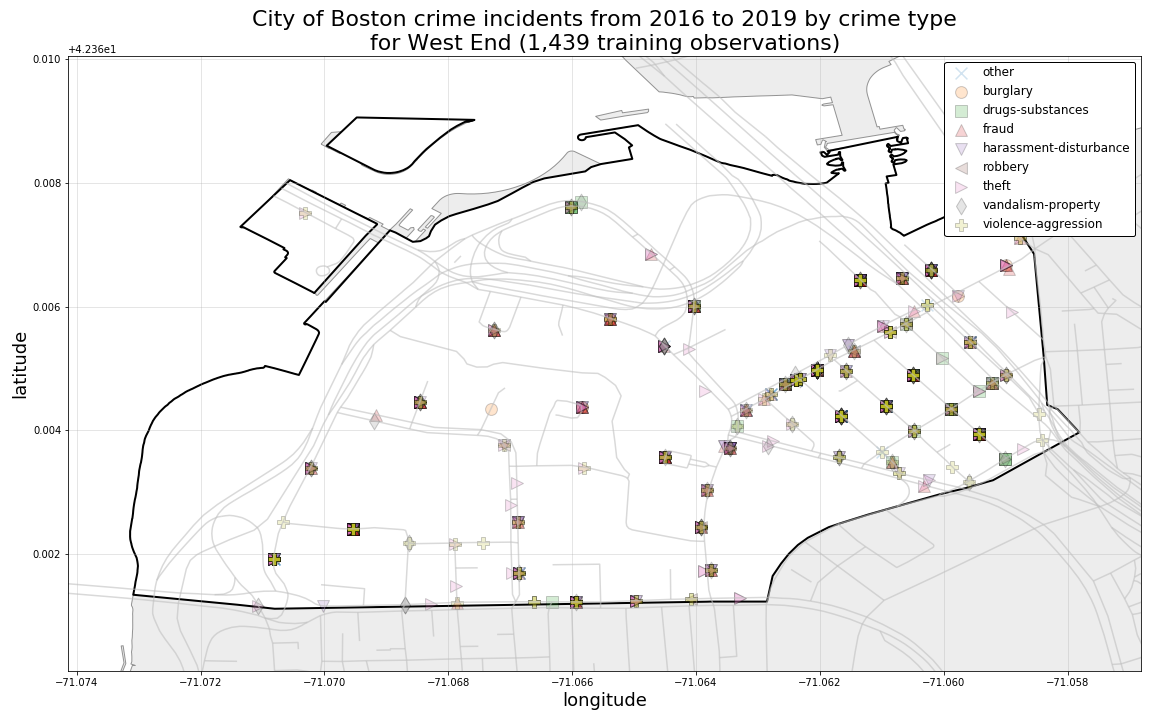 City of Boston crime incidents from 2016 to 2019 by crime type
for West End (1,439 training observations)
+4.236e1
0.010
0.008
0.006
0.004
0.002
latitude
other
burglary
drugs-substances
fraud
harassment-disturbance
robbery
theft
vandalism-property
violence-aggression
−71.074
−71.072
−71.070
−71.068
−71.066
−71.064
−71.062
−71.060
−71.058
longitude